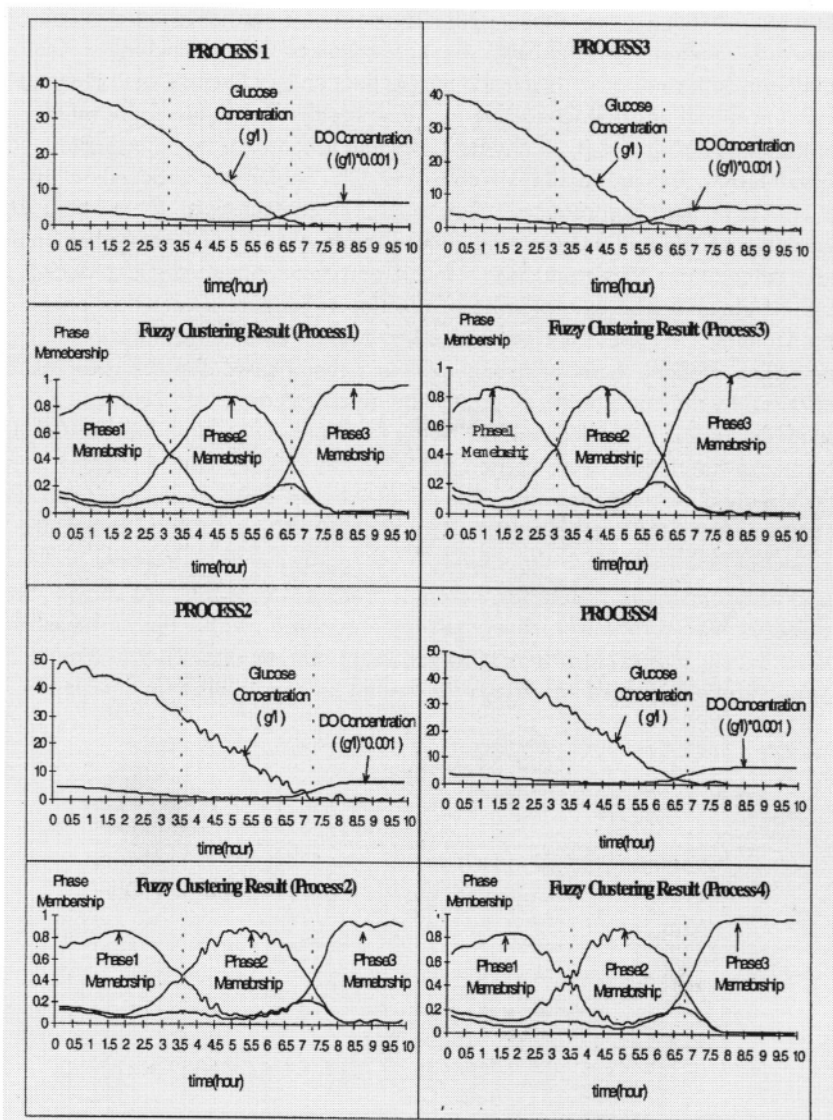 PROCESS 1
Glucose
Concentration
( g/l )
DO Concentration
( (g/l)*0.001 )
40
30
20
10
0
0 0.5 1 1.5 2 2.5 3 3.5 4 4.5 5 5.5 6 6.5 7 7.5 8 8.5 9 9.5 10
time(hour)
PROCESS3
Glucose
Concentration
( g/l )
DO Concentration
( (g/l)*0.001 )
40
30
20
10
0
0 0.5 1 1.5 2 2.5 3 3.5 4 4.5 5 5.5 6 6.5 7 7.5 8 8.5 9 9.5 10
time(hour)
Phase
Memebership
Fuzzy Clustering Result (Process1)
1
0.8
0.6
0.4
0.2
0
Phase1
Memebrship
Phase2
Memebrship
Phase3
Memebrship
0 0.5 1 1.5 2 2.5 3 3.5 4 4.5 5 5.5 6 6.5 7 7.5 8 8.5 9 9.5 10
time(hour)
Phase
Membership
Fuzzy Clustering Result (Process3)
1
0.8
0.6
0.4
0.2
0
Phase1
Memebrship
Phase2
Memebrship
Phase3
Memebrship
0 0.5 1 1.5 2 2.5 3 3.5 4 4.5 5 5.5 6 6.5 7 7.5 8 8.5 9 9.5 10
time(hour)
PROCESS2
Glucose
Concentration
( g/l )
DO Concentration
( (g/l)*0.001 )
50
40
30
20
10
0
0 0.5 1 1.5 2 2.5 3 3.5 4 4.5 5 5.5 6 6.5 7 7.5 8 8.5 9 9.5 10
time(hour)
PROCESS4
Glucose
Concentration
( g/l )
DO Concentration
( (g/l)*0.001 )
50
40
30
20
10
0
0 0.5 1 1.5 2 2.5 3 3.5 4 4.5 5 5.5 6 6.5 7 7.5 8 8.5 9 9.5 10
time(hour)
Phase
Membership
Fuzzy Clustering Result (Process2)
1
0.8
0.6
0.4
0.2
0
Phase1
Memebrship
Phase2
Memebrship
Phase3
Memebrship
0 0.5 1 1.5 2 2.5 3 3.5 4 4.5 5 5.5 6 6.5 7 7.5 8 8.5 9 9.5 10
time(hour)
Phase
Membership
Fuzzy Clustering Result (Process4)
1
0.8
0.6
0.4
0.2
0
Phase1
Memebrship
Phase2
Memebrship
Phase3
Memebrship
0 0.5 1 1.5 2 2.5 3 3.5 4 4.5 5 5.5 6 6.5 7 7.5 8 8.5 9 9.5 10
time(hour)